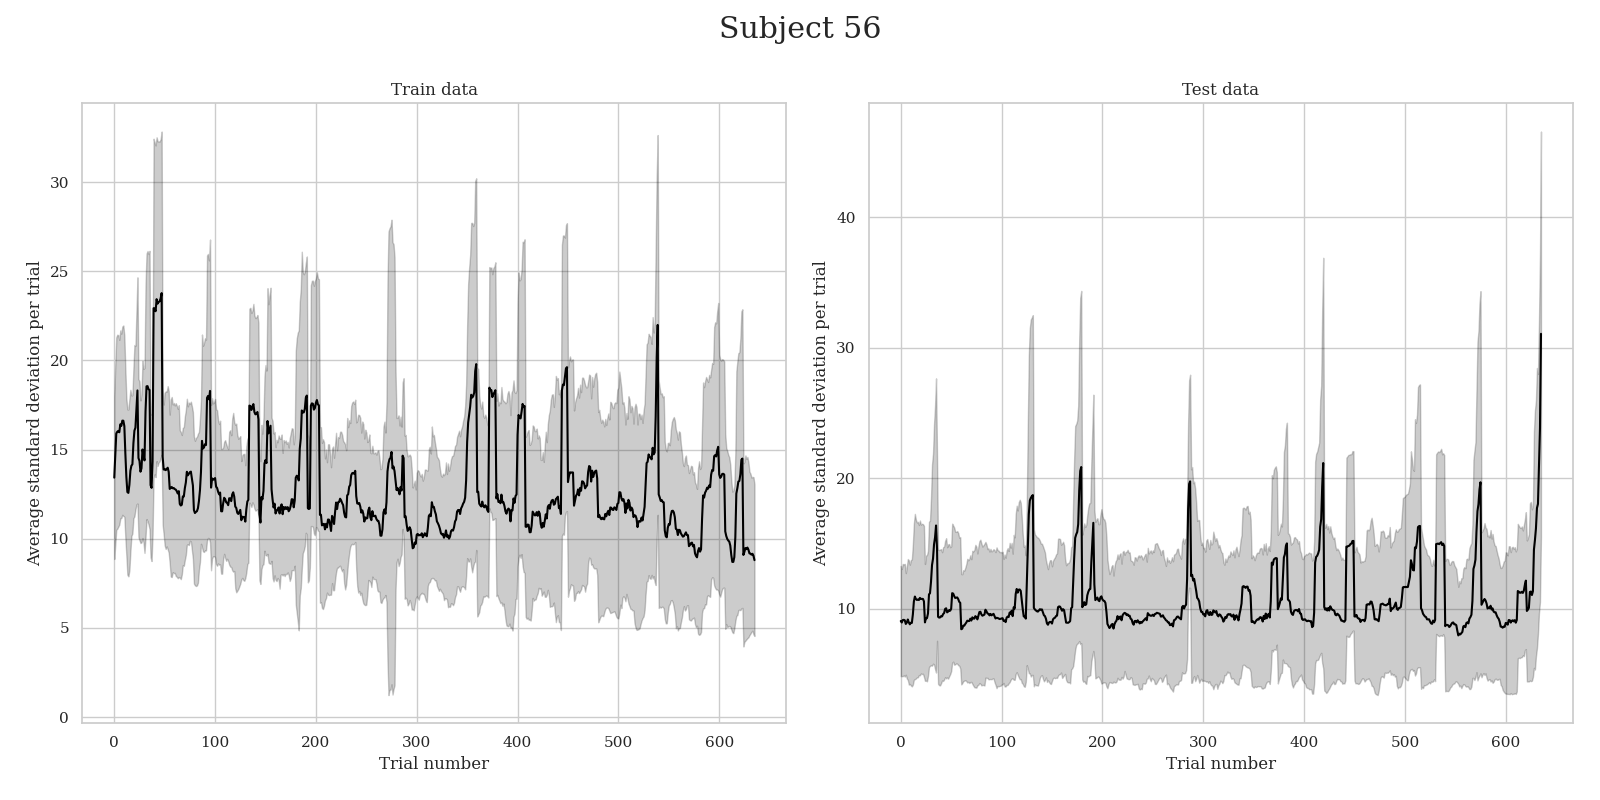 Subject 56
Train data
Average standard deviation per trial
30
25
20
15
10
5
0
0 100 200 300 400 500 600
Trial number
Test data
Average standard deviation per trial
40
30
20
10
0 100 200 300 400 500 600
Trial number